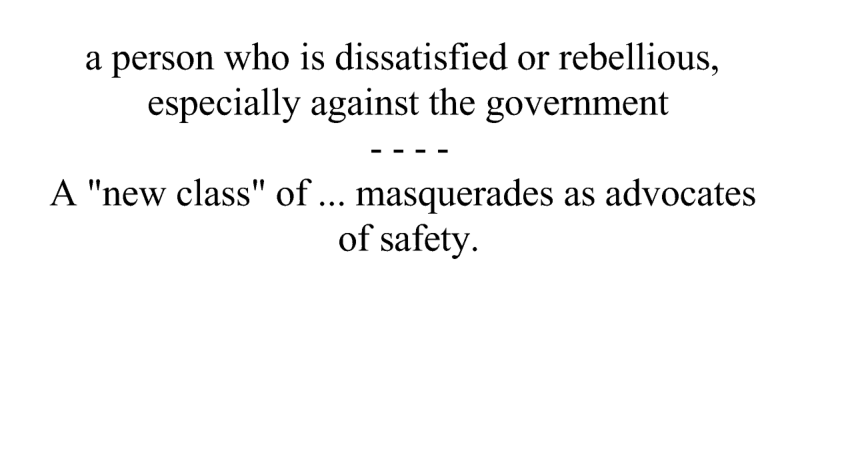 a person who is dissatisfied or rebellious,
especially against the government
- - - -
A "new class" of ... masquerades as advocates
of safety.